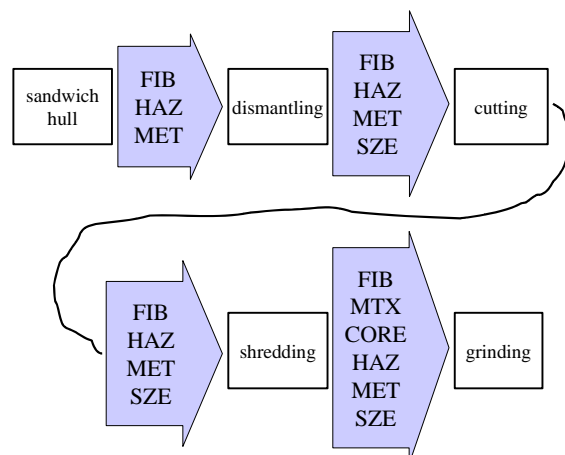 sandwich
hull
FIB
HAZ
MET
dismantling
FIB
HAZ
MET
SZE
cutting
FIB
HAZ
MET
SZE
shredding
FIB
MTX
CORE
HAZ
MET
SZE
grinding